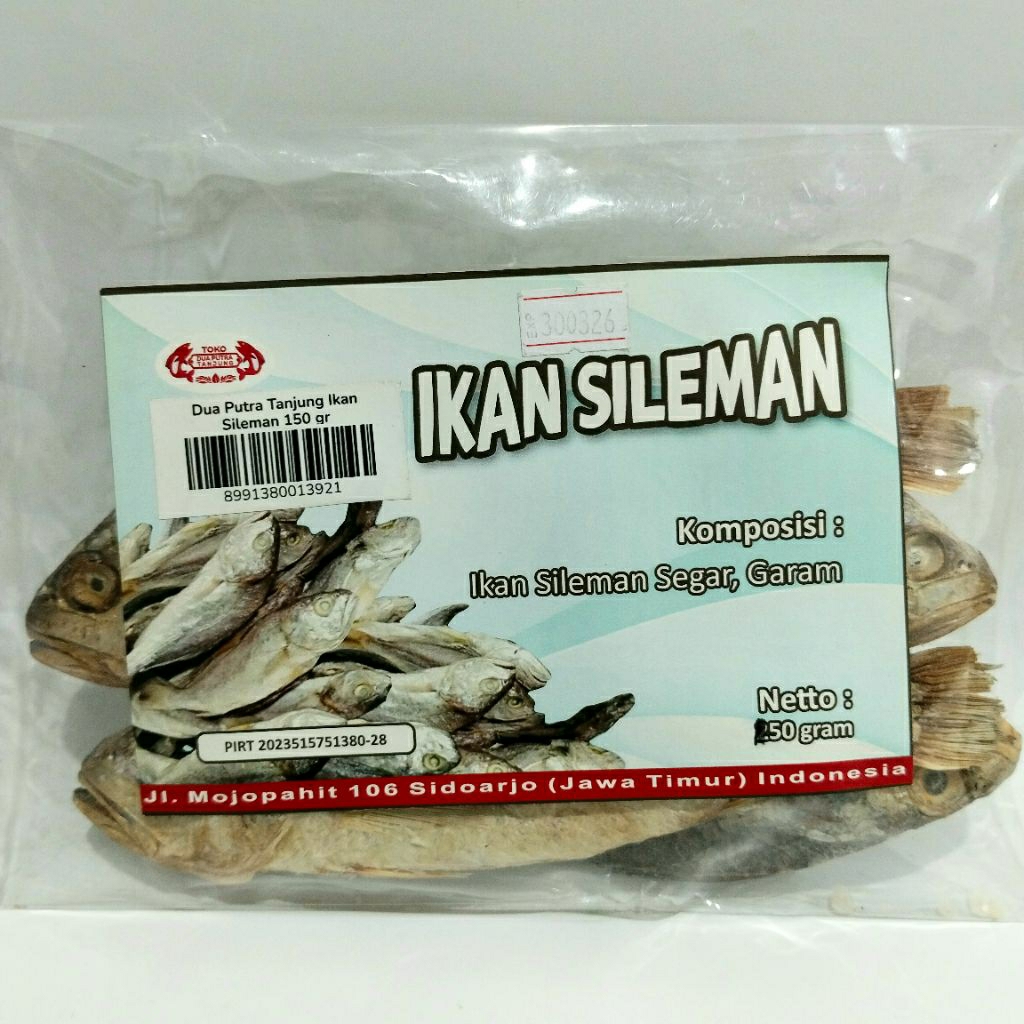 TOKO
DUA PUTRA
TANJUNG
EXP 300326
IKAN SILEMAN
Dua Putra Tanjung Ikan
Sileman 150 gr
8991380013921
Komposisi :
Ikan Sileman Segar, Garam
Netto :
50 gram
PIRT 2023515751380-28
Jl. Mojopahit 106 Sidoarjo (Jawa Timur) Indonesia